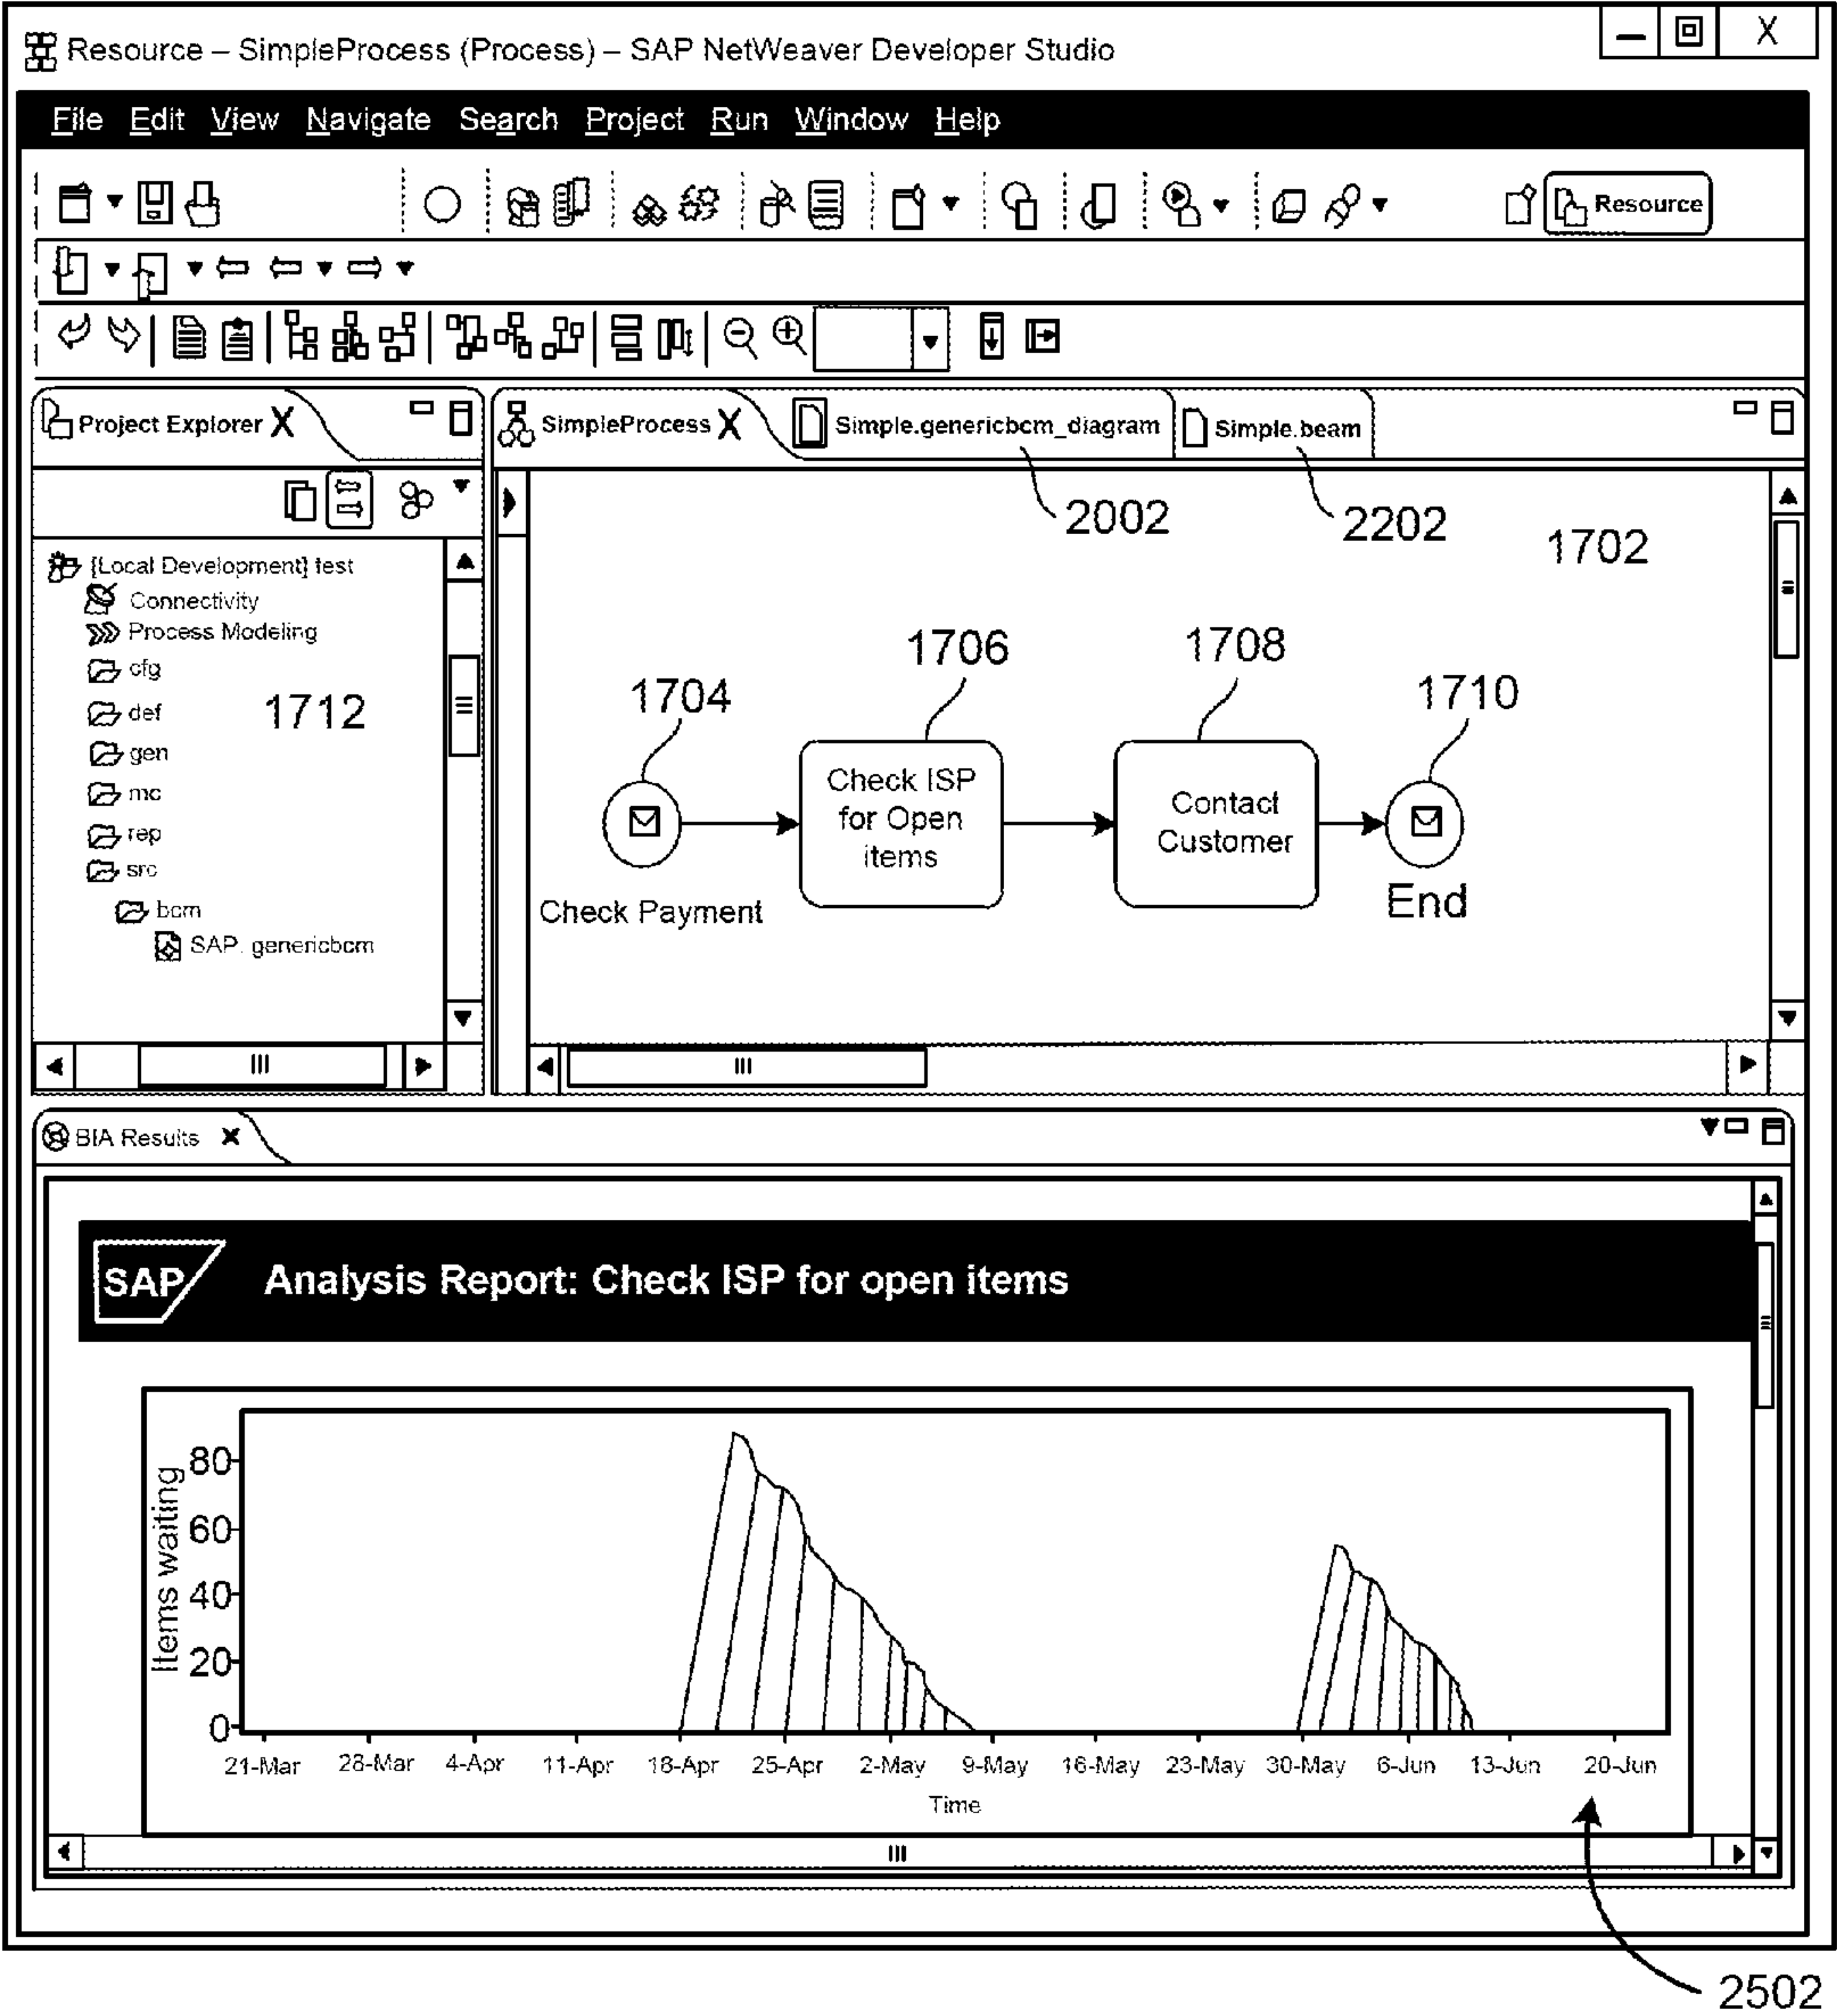 Resource – SimpleProcess (Process) – SAP NetWeaver Developer Studio
X
File Edit View Navigate Search Project Run Window Help
Resource
Project Explorer X
SimpleProcess X
Simple.genericbcm_diagram
Simple.beam
2002
2202
1702
[Local Development] test
Connectivity
Process Modeling
cfg
def
gen
mc
rep
src
bcm
SAP. genericbcm
1712
1704
1706
1708
1710
Check ISP
for Open
items
Contact
Customer
Check Payment
End
BIA Results X
SAP
Analysis Report: Check ISP for open items
Items waiting
80
60
40
20
0
21-Mar 28-Mar 4-Apr 11-Apr 18-Apr 25-Apr 2-May 9-May 16-May 23-May 30-May 6-Jun 13-Jun 20-Jun
Time
2502